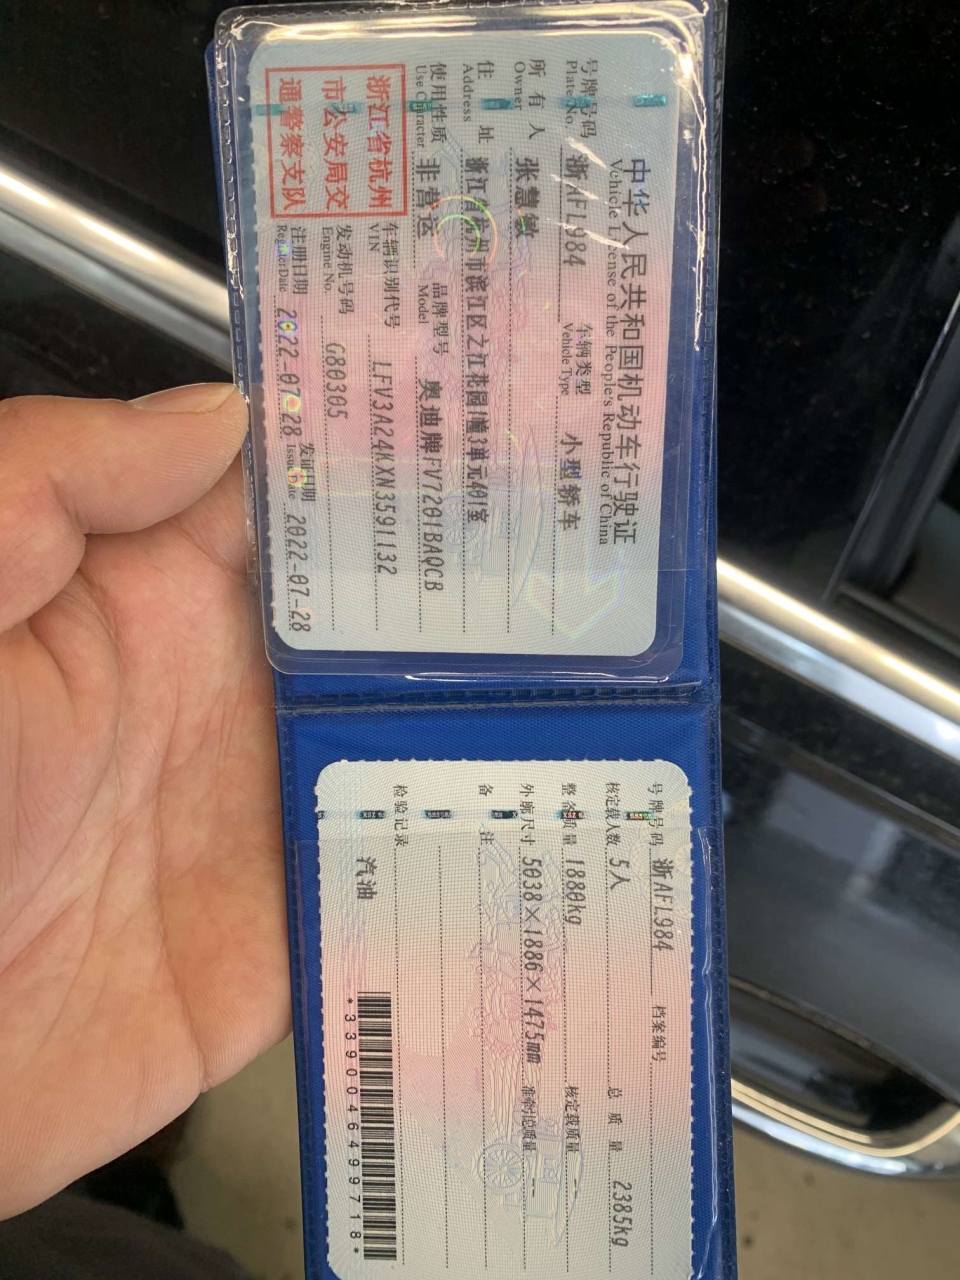 中华人民共和国机动车行驶证
Vehicle License of the People's Republic of China
号牌号码 浙AFL984 车辆类型 小型轿车
Plate No. Vehicle Type
所有人 张慧敏
Owner
住址 浙江省杭州市滨江区之江花园 幢3单元401室
Address
使用性质 非营运 品牌型号 奥迪牌FV7201BAQCB
Use Character Model
浙江省杭州
市公安局交
通警察支队
车辆识别代号 LFV3A24KXN3591132
VIN
发动机号码 G80305
Engine No.
注册日期 2022-07-28 发证日期 2022-07-28
Register Date Issue Date
号牌号码 浙AFL984 档案编号
核定载人数 5人 总质量 2385kg
整备质量 1880kg 核定载质量 --
外廓尺寸 5038×1886×1475mm 准牵引总质量 --
备注
检验记录
汽油
*3390046499718*